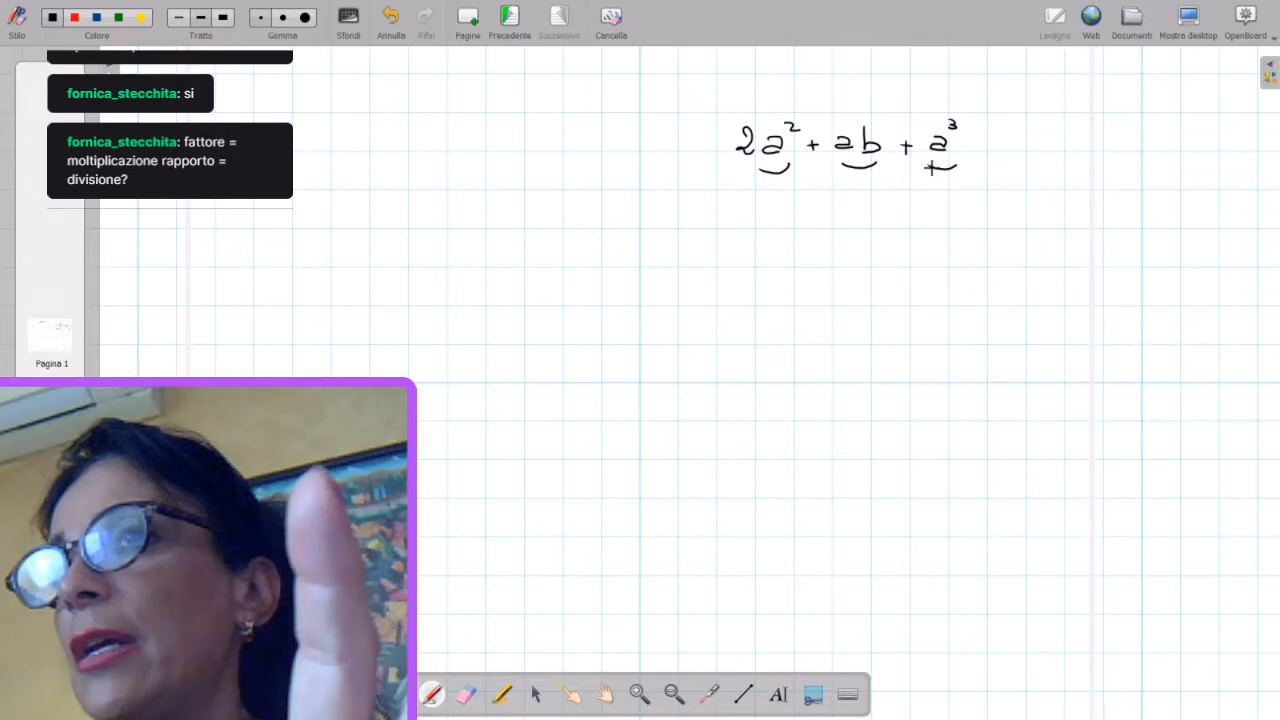 Stilo
Colore
Tratto
Gomma
Sfondi
Annulla
Rifai
Pagine
Precedente
Successivo
Cancella
Lavagna
Web
Documenti
Mostra desktop
OpenBoard
fornica_stecchita: si
fornica_stecchita: fattore =
moltiplicazione rapporto =
divisione?
2a² + ab + a³
Pagina 1
AI